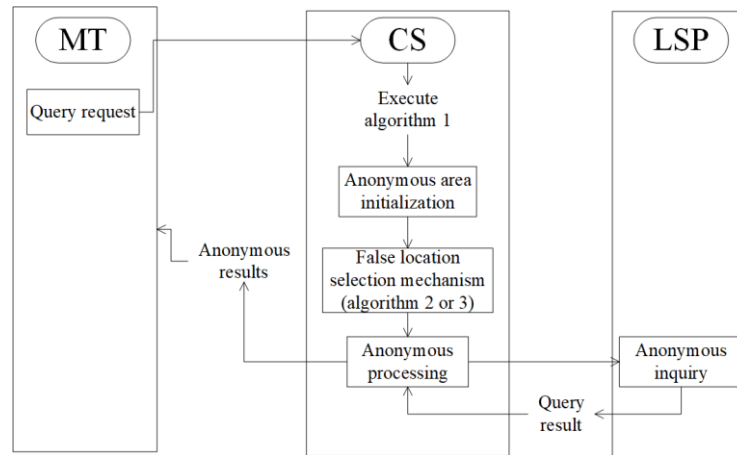 MT
CS
LSP
Query request
Execute
algorithm 1
Anonymous area
initialization
False location
selection mechanism
(algorithm 2 or 3)
Anonymous
results
Anonymous
processing
Anonymous
inquiry
Query
result